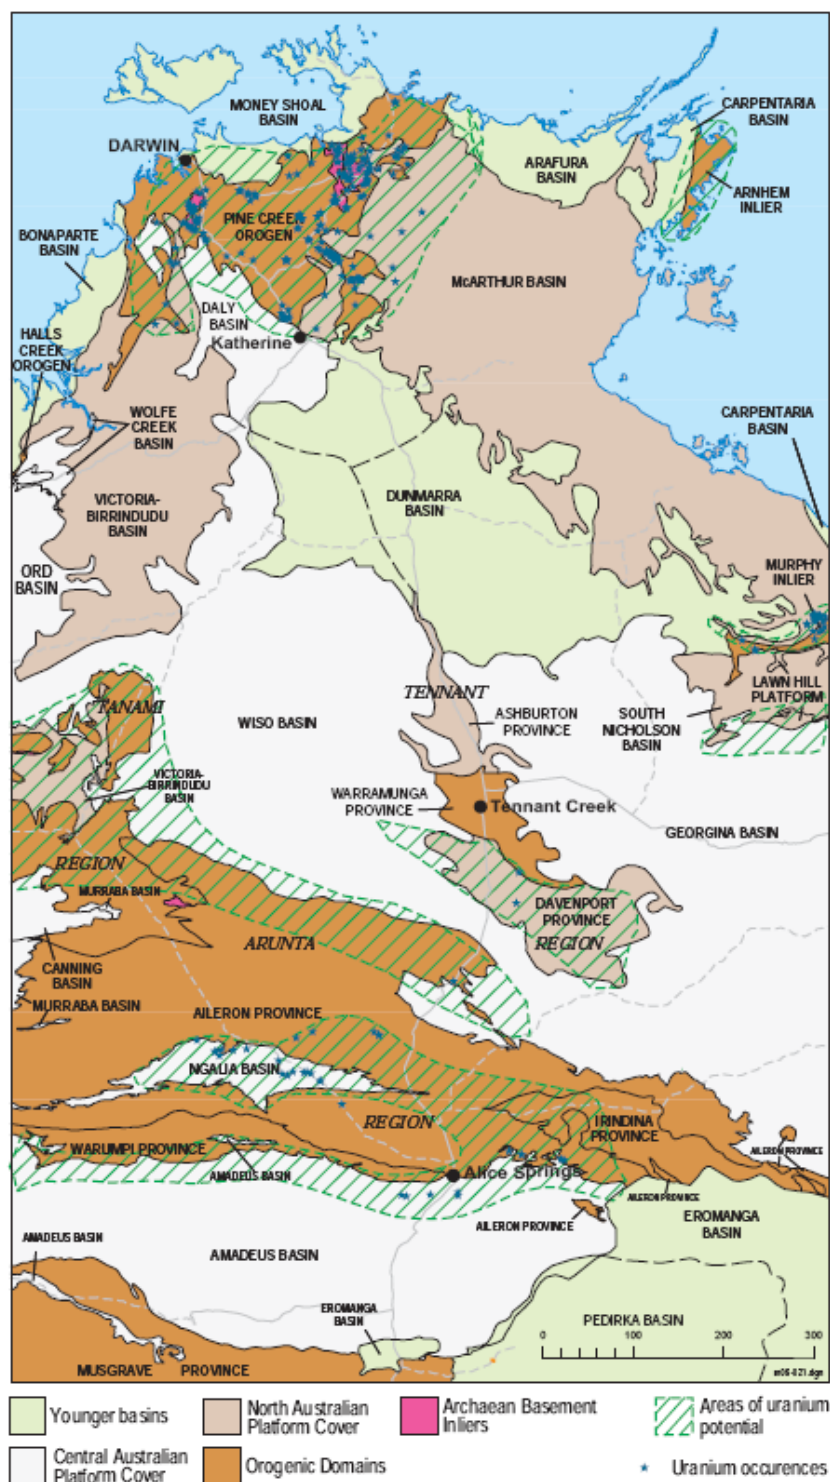 MONEY SHOAL
BASIN
CARPENTARIA
BASIN
DARWIN
ARAFURA
BASIN
ARNHEM
INLIER
PINE CREEK
OROGEN
BONAPARTE
BASIN
McARTHUR BASIN
DALY
BASIN
Katherine
HALLS
CREEK
OROGEN
WOLFE
CREEK
BASIN
CARPENTARIA
BASIN
VICTORIA-
BIRRINDUDU
BASIN
DUNMARRA
BASIN
ORD
BASIN
MURPHY
INLIER
TENNANT
LAWN HILL
PLATFORM
TANAMI
WISO BASIN
ASHBURTON
PROVINCE
SOUTH
NICHOLSON
BASIN
VICTORIA-
BIRRINDUDU
BASIN
WARRAMUNGA
PROVINCE
Tennant Creek
GEORGINA BASIN
REGION
MURRABA BASIN
DAVENPORT
PROVINCE
REGION
ARUNTA
CANNING
BASIN
MURRABA BASIN
AILERON PROVINCE
NGALIA BASIN
REGION
IRINDINA
PROVINCE
WARUMPI PROVINCE
AILERON PROVINCE
AMADEUS BASIN
Alice Springs
AILERON PROVINCE
AILERON PROVINCE
EROMANGA
BASIN
AMADEUS BASIN
AMADEUS BASIN
EROMANGA
BASIN
PEDIRKA BASIN
0 100 200 300
MUSGRAVE PROVINCE
m06-021.dgn
Younger basins
North Australian
Platform Cover
Archaean Basement
Inliers
Areas of uranium
potential
Central Australian
Platform Cover
Orogenic Domains
Uranium occurences